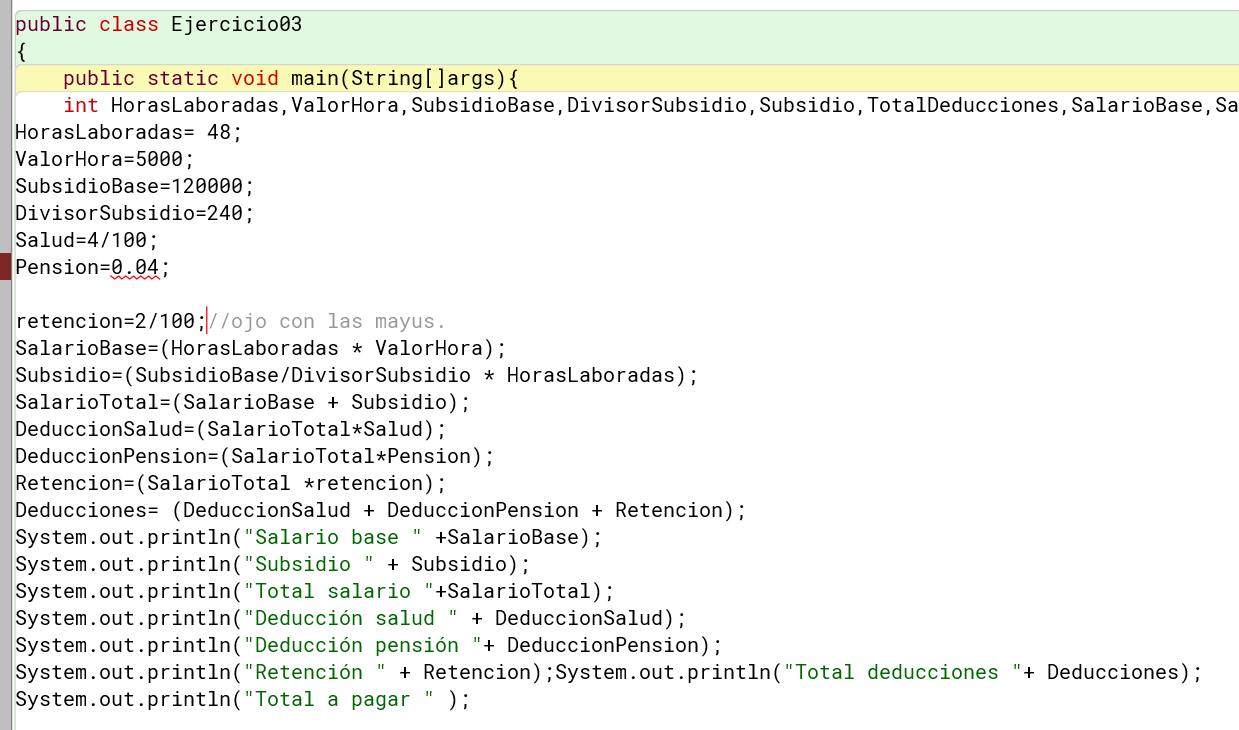 public class Ejercicio03
{
public static void main(String[]args){
int HorasLaboradas,ValorHora,SubsidioBase,DivisorSubsidio,Subsidio,TotalDeducciones,SalarioBase,Sa
HorasLaboradas= 48;
ValorHora=5000;
SubsidioBase=120000;
DivisorSubsidio=240;
Salud=4/100;
Pension=0.04;
retencion=2/100;//ojo con las mayus.
SalarioBase=(HorasLaboradas * ValorHora);
Subsidio=(SubsidioBase/DivisorSubsidio * HorasLaboradas);
SalarioTotal=(SalarioBase + Subsidio);
DeduccionSalud=(SalarioTotal*Salud);
DeduccionPension=(SalarioTotal*Pension);
Retencion=(SalarioTotal *retencion);
Deducciones= (DeduccionSalud + DeduccionPension + Retencion);
System.out.println("Salario base " +SalarioBase);
System.out.println("Subsidio " + Subsidio);
System.out.println("Total salario "+SalarioTotal);
System.out.println("Deducción salud " + DeduccionSalud);
System.out.println("Deducción pensión "+ DeduccionPension);
System.out.println("Retención " + Retencion);System.out.println("Total deducciones "+ Deducciones);
System.out.println("Total a pagar " );